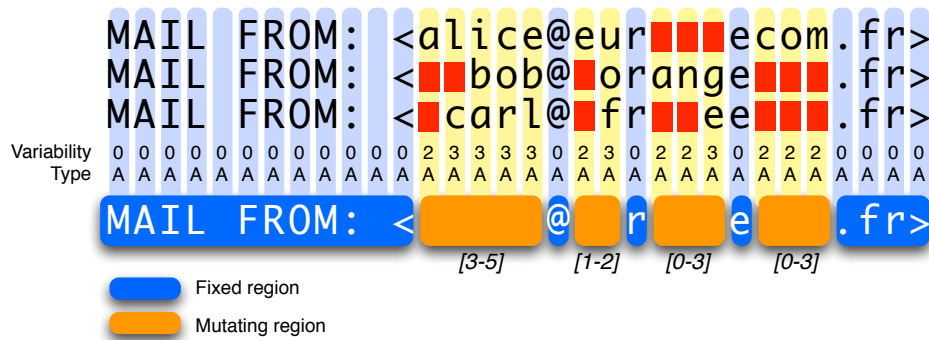 MAIL FROM: <alice@eur ecom.fr>
MAIL FROM: < bob@ orange .fr>
MAIL FROM: < carl@ fr ee .fr>
Variability 0 0 0 0 0 0 0 0 0 0 0 0 2 3 3 3 3 0 2 3 0 2 2 3 0 2 2 2 0 0 0 0
Type A A A A A A A A A A A A A A A A A A A A A A A A A A A A A A A A
MAIL FROM: < @ r e .fr>
[3-5] [1-2] [0-3] [0-3]
Fixed region
Mutating region